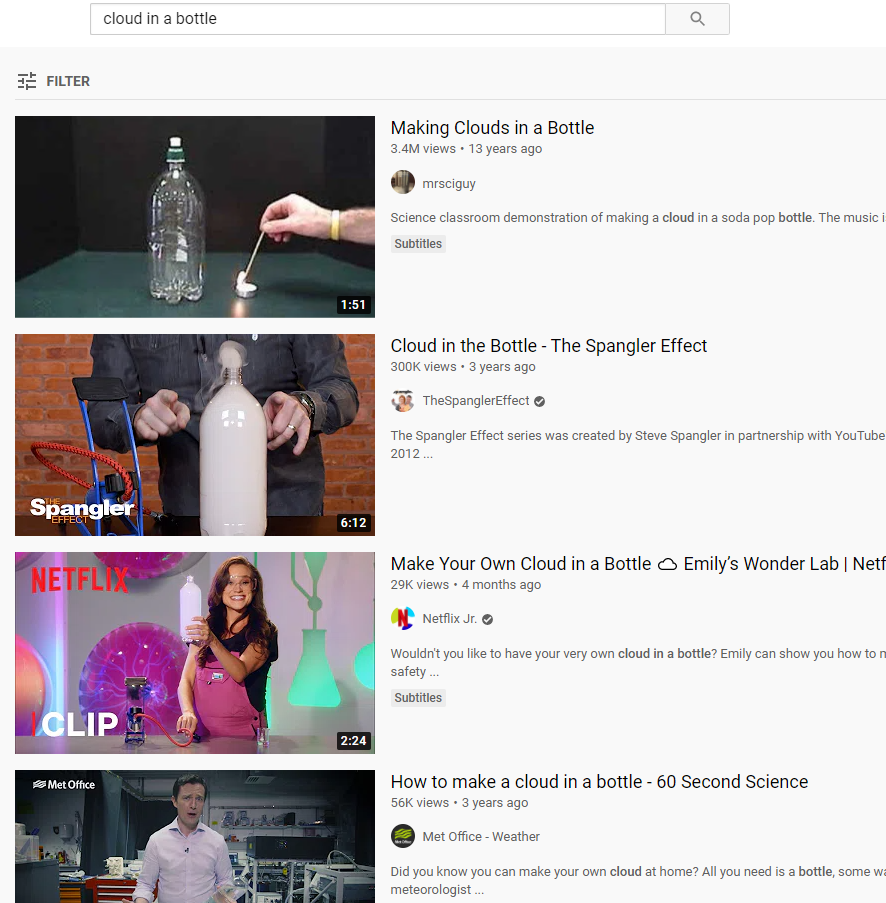 cloud in a bottle
FILTER
Making Clouds in a Bottle
3.4M views • 13 years ago
mrsciguy
Science classroom demonstration of making a cloud in a soda pop bottle. The music i
Subtitles
1:51
Cloud in the Bottle - The Spangler Effect
300K views • 3 years ago
TheSpanglerEffect
The Spangler Effect series was created by Steve Spangler in partnership with YouTube
2012 ...
THE
Spangler
EFFECT
6:12
Make Your Own Cloud in a Bottle ☁ Emily’s Wonder Lab | Netf
29K views • 4 months ago
N Netflix Jr.
Wouldn't you like to have your very own cloud in a bottle? Emily can show you how to m
safety ...
Subtitles
NETFLIX
CLIP
2:24
How to make a cloud in a bottle - 60 Second Science
56K views • 3 years ago
Met Office
Met Office - Weather
Did you know you can make your own cloud at home? All you need is a bottle, some wa
meteorologist ...
Met Office